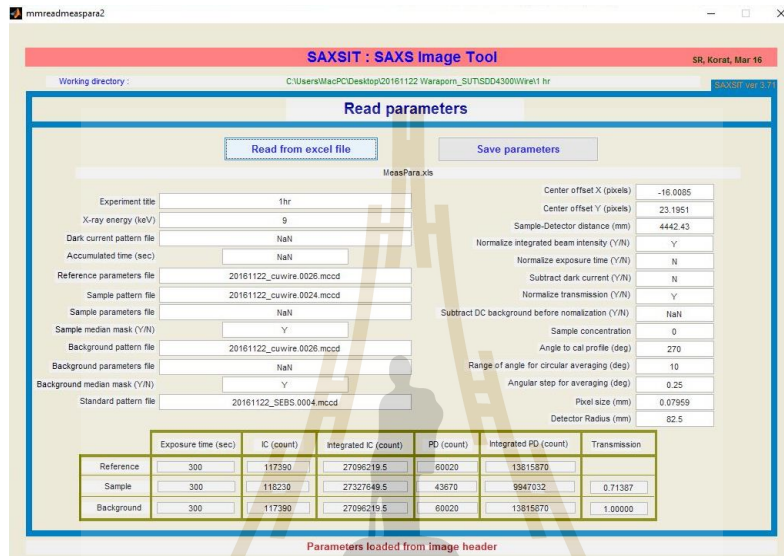 mmreadmeaspara2
SAXSIT : SAXS Image Tool
SR, Korat, Mar 16
Working directory :
C:\Users\MacPC\Desktop\20161122 Waraporn_SUT\SDD4300\Wire\1 hr
SAXSIT ver 3.71
Read parameters
Read from excel file
Save parameters
MeasPara.xls
Experiment title 1hr
X-ray energy (keV) 9
Dark current pattern file NaN
Accumulated time (sec) NaN
Reference parameters file 20161122_cuwire.0026.mccd
Sample pattern file 20161122_cuwire.0024.mccd
Sample parameters file NaN
Sample median mask (Y/N) Y
Background pattern file 20161122_cuwire.0026.mccd
Background parameters file NaN
Background median mask (Y/N) Y
Standard pattern file 20161122_SEBS.0004.mccd
Center offset X (pixels) -16.0085
Center offset Y (pixels) 23.1951
Sample-Detector distance (mm) 4442.43
Normalize integrated beam intensity (Y/N) Y
Normalize exposure time (Y/N) N
Subtract dark current (Y/N) N
Normalize transmission (Y/N) Y
Subtract DC background before nomalization (Y/N) NaN
Sample concentration 0
Angle to cal profile (deg) 270
Range of angle for circular averaging (deg) 10
Angular step for averaging (deg) 0.25
Pixel size (mm) 0.07959
Detector Radius (mm) 82.5
Exposure time (sec) IC (count) Integrated IC (count) PD (count) Integrated PD (count) Transmission
Reference 300 117390 27096219.5 60020 13815870
Sample 300 118230 27327649.5 43670 9947032 0.71387
Background 300 117390 27096219.5 60020 13815870 1.00000
Parameters loaded from image header